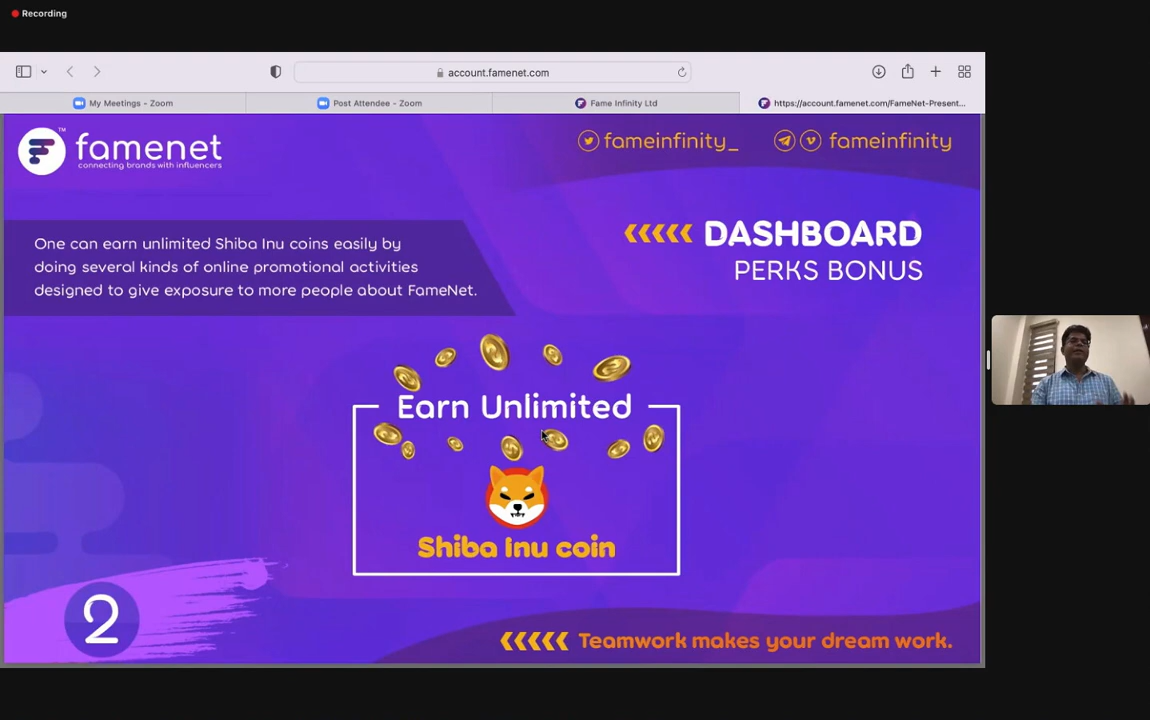 Recording
account.famenet.com
My Meetings - Zoom
Post Attendee - Zoom
Fame Infinity Ltd
https://account.famenet.com/FameNet-Present...
famenet
TM
connecting brands with influencers
fameinfinity_
fameinfinity
One can earn unlimited Shiba Inu coins easily by
doing several kinds of online promotional activities
designed to give exposure to more people about FameNet.
DASHBOARD
PERKS BONUS
Earn Unlimited
Shiba Inu coin
2
Teamwork makes your dream work.